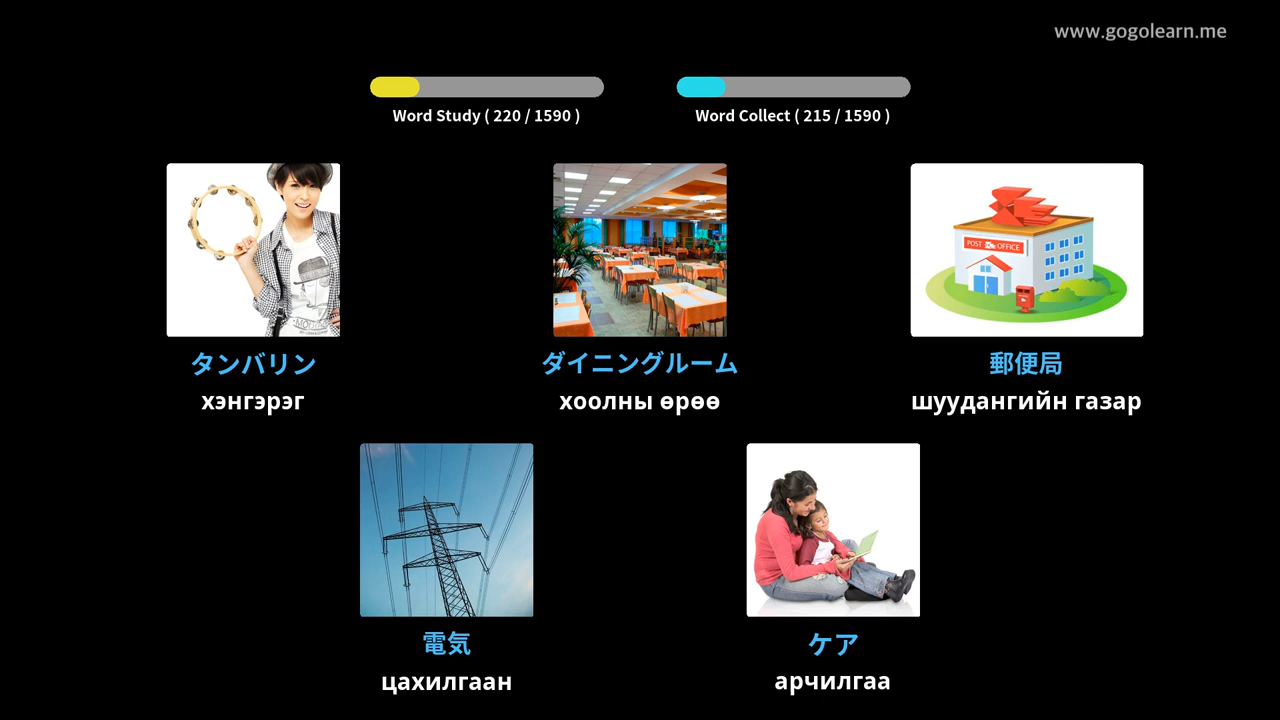 www.gogolearn.me
Word Study ( 220 / 1590 )
Word Collect ( 215 / 1590 )
POST OFFICE
タンバリン
ダイニングルーム
郵便局
хэнгэрэг
хоолны өрөө
шуудангийн газар
電気
ケア
цахилгаан
арчилгаа